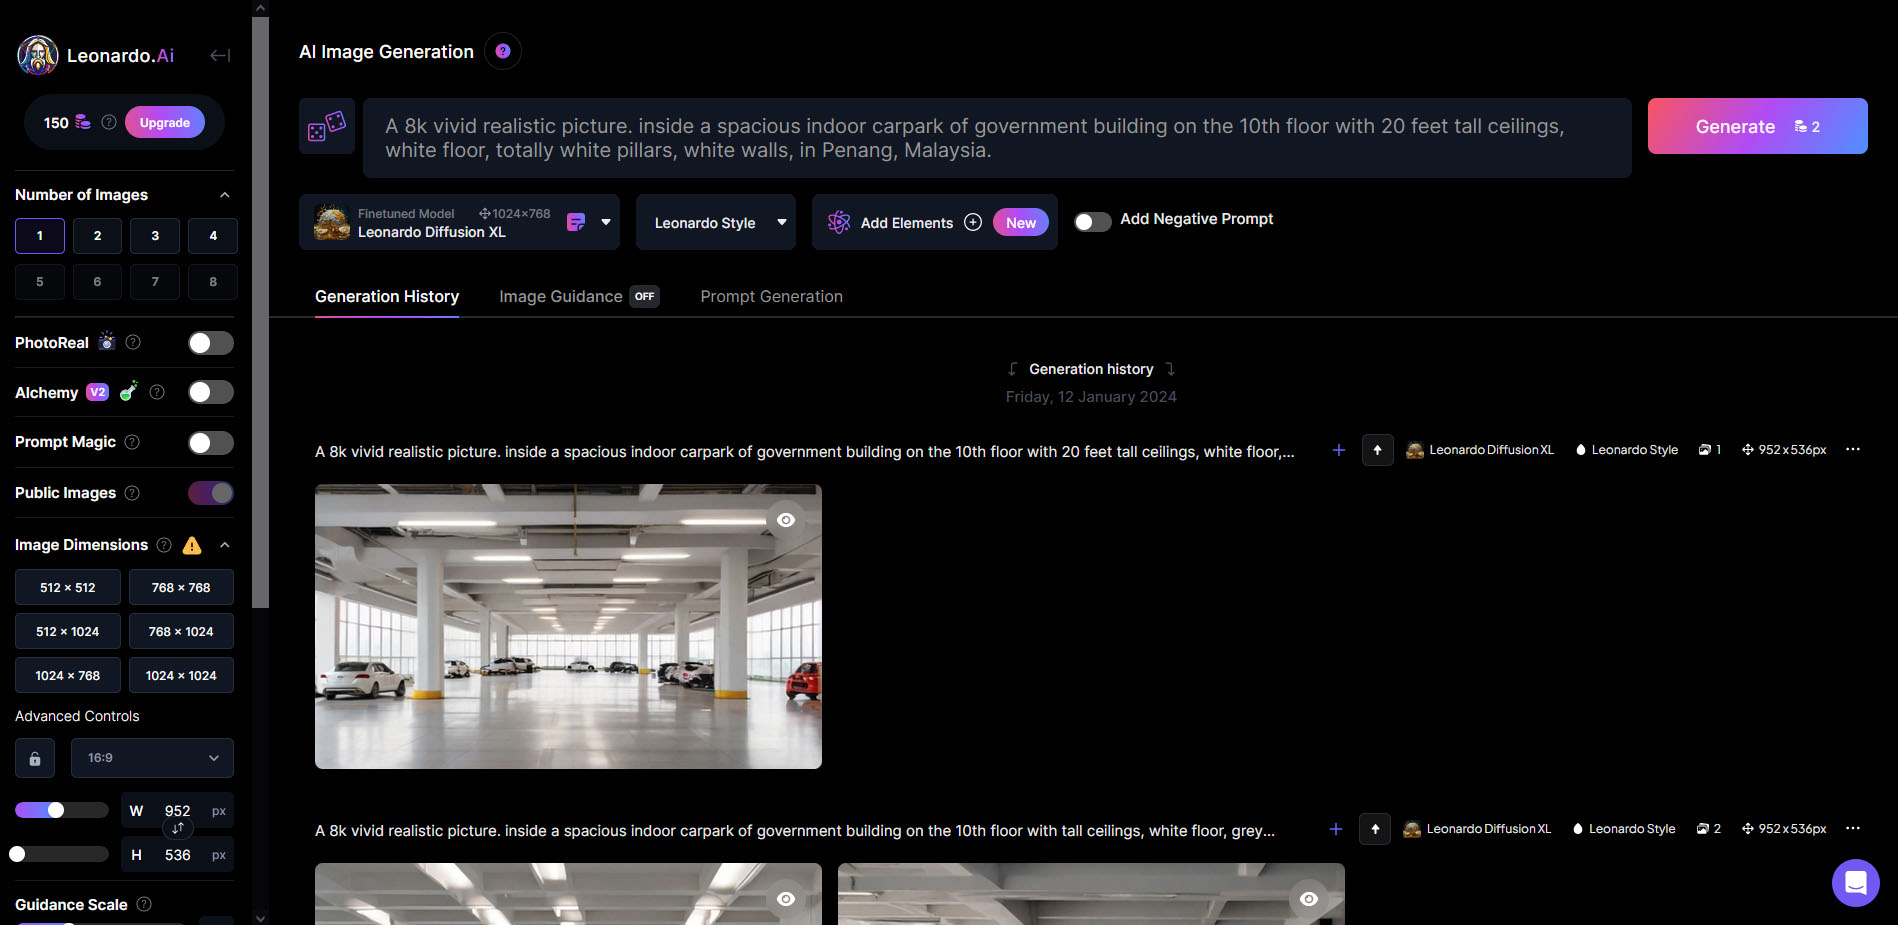 Leonardo.Ai
150
Upgrade
Number of Images
1 2 3 4
5 6 7 8
PhotoReal
Alchemy V2
Prompt Magic
Public Images
Image Dimensions
512 × 512 768 × 768
512 × 1024 768 × 1024
1024 × 768 1024 × 1024
Advanced Controls
16:9
W 952 px
H 536 px
Guidance Scale
AI Image Generation ?
A 8k vivid realistic picture. inside a spacious indoor carpark of government building on the 10th floor with 20 feet tall ceilings,
white floor, totally white pillars, white walls, in Penang, Malaysia.
Generate 2
Finetuned Model 1024×768
Leonardo Diffusion XL
Leonardo Style
Add Elements New
Add Negative Prompt
Generation History Image Guidance OFF Prompt Generation
Generation history
Friday, 12 January 2024
A 8k vivid realistic picture. inside a spacious indoor carpark of government building on the 10th floor with 20 feet tall ceilings, white floor,...
Leonardo Diffusion XL Leonardo Style 1 952x536px ...
A 8k vivid realistic picture. inside a spacious indoor carpark of government building on the 10th floor with tall ceilings, white floor, grey...
Leonardo Diffusion XL Leonardo Style 2 952x536px ...